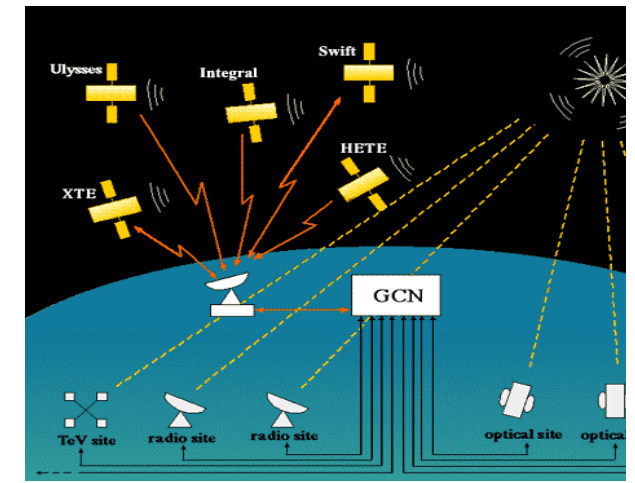 Swift
Ulysses
Integral
HETE
XTE
GCN
TeV site
radio site
radio site
optical site
optical